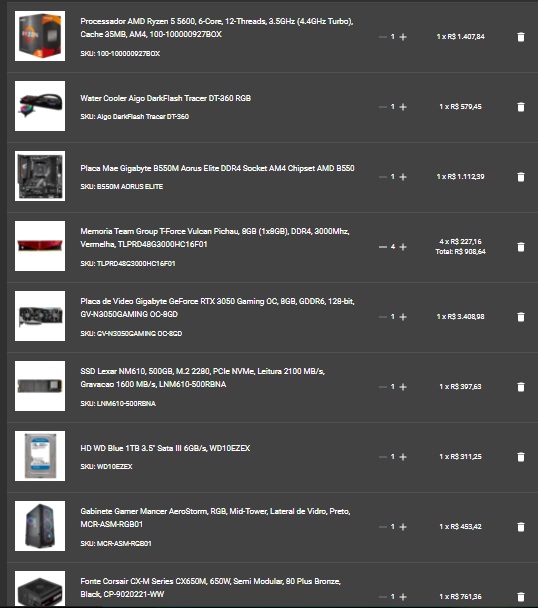 Processador AMD Ryzen 5 5600, 6-Core, 12-Threads, 3.5GHz (4.4GHz Turbo),
Cache 35MB, AM4, 100-100000927BOX
SKU: 100-100000927BOX
1
1 x R$ 1.407,84
Water Cooler Aigo DarkFlash Tracer DT-360 RGB
SKU: Aigo DarkFlash Tracer DT-360
1
1 x R$ 579,45
Placa Mae Gigabyte B550M Aorus Elite DDR4 Socket AM4 Chipset AMD B550
SKU: B550M AORUS ELITE
1
1 x R$ 1.112,39
Memoria Team Group T-Force Vulcan Pichau, 8GB (1x8GB), DDR4, 3000Mhz,
Vermelha, TLPRD48G3000HC16F01
SKU: TLPRD48G3000HC16F01
4
4 x R$ 227,16
Total: R$ 908,64
Placa de Video Gigabyte GeForce RTX 3050 Gaming OC, 8GB, GDDR6, 128-bit,
GV-N3050GAMING OC-8GD
SKU: GV-N3050GAMING OC-8GD
1
1 x R$ 3.408,98
SSD Lexar NM610, 500GB, M.2 2280, PCIe NVMe, Leitura 2100 MB/s,
Gravacao 1600 MB/s, LNM610-500RBNA
SKU: LNM610-500RBNA
1
1 x R$ 397,63
HD WD Blue 1TB 3.5" Sata III 6GB/s, WD10EZEX
SKU: WD10EZEX
1
1 x R$ 311,25
Gabinete Gamer Mancer AeroStorm, RGB, Mid-Tower, Lateral de Vidro, Preto,
MCR-ASM-RGB01
SKU: MCR-ASM-RGB01
1
1 x R$ 453,42
Fonte Corsair CX-M Series CX650M, 650W, Semi Modular, 80 Plus Bronze,
Black, CP-9020221-WW
1
1 x R$ 761,36